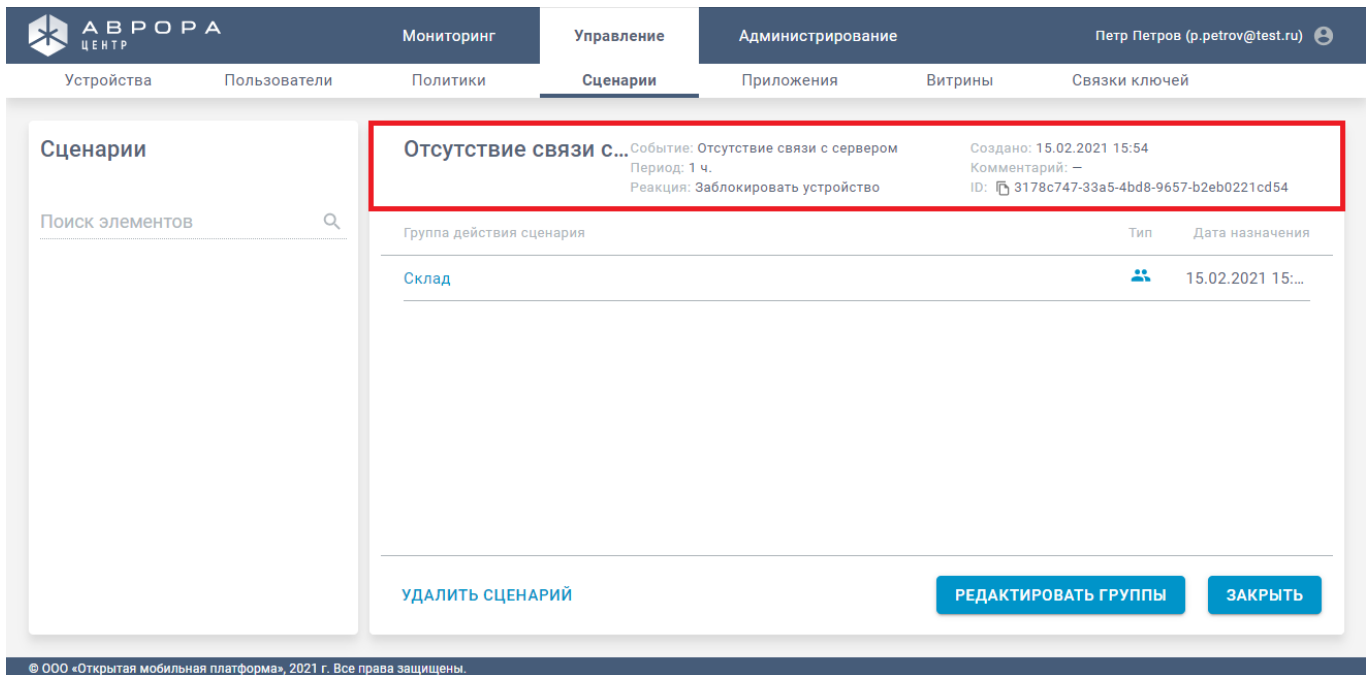 АВРОРА
ЦЕНТР
Мониторинг Управление Администрирование Петр Петров (p.petrov@test.ru)
Устройства Пользователи Политики Сценарии Приложения Витрины Связки ключей
Сценарии
Поиск элементов
Отсутствие связи с...
Событие: Отсутствие связи с сервером
Период: 1 ч.
Реакция: Заблокировать устройство
Создано: 15.02.2021 15:54
Комментарий: —
ID: 3178c747-33a5-4bd8-9657-b2eb0221cd54
Группа действия сценария Тип Дата назначения
Склад 15.02.2021 15:...
УДАЛИТЬ СЦЕНАРИЙ РЕДАКТИРОВАТЬ ГРУППЫ ЗАКРЫТЬ
© ООО «Открытая мобильная платформа», 2021 г. Все права защищены.